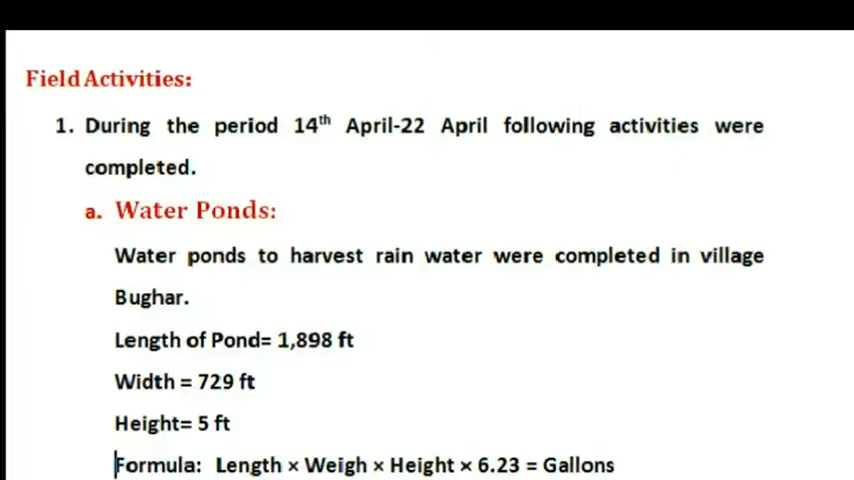 Field Activities:
1. During the period 14th April-22 April following activities were
completed.
a. Water Ponds:
Water ponds to harvest rain water were completed in village
Bughar.
Length of Pond= 1,898 ft
Width = 729 ft
Height= 5 ft
Formula: Length × Weigh × Height × 6.23 = Gallons